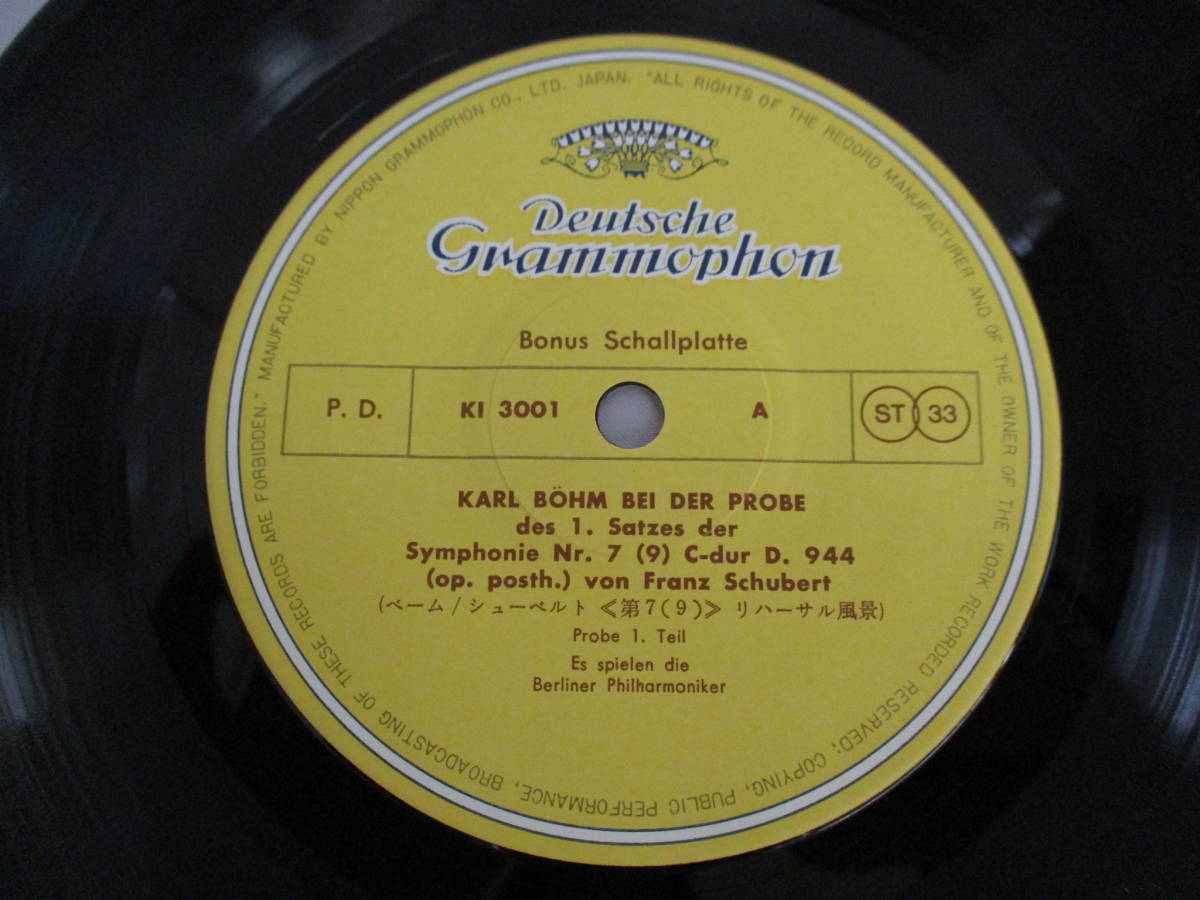 Deutsche
Grammophon
Bonus Schallplatte
P. D. KI 3001 A ST 33
KARL BÖHM BEI DER PROBE
des 1. Satzes der
Symphonie Nr. 7 (9) C-dur D. 944
(op. posth.) von Franz Schubert
(ベーム / シューベルト ≪第7(9)≫ リハーサル風景)
Probe 1. Teil
Es spielen die
Berliner Philharmoniker
MANUFACTURED BY NIPPON GRAMMOPHON CO., LTD. JAPAN. "ALL RIGHTS OF THE RECORD MANUFACTURER AND OF THE OWNER OF THE WORK RECORDED RESERVED; COPYING, PUBLIC PERFORMANCE, BROADCASTING OF THESE RECORDS ARE FORBIDDEN."